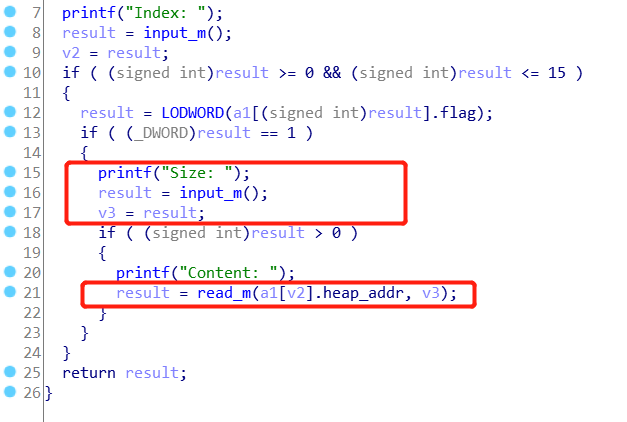 7 printf("Index: ");
8 result = input_m();
9 v2 = result;
10 if ( (signed int)result >= 0 && (signed int)result <= 15 )
11 {
12 result = LODWORD(a1[(signed int)result].flag);
13 if ( (_DWORD)result == 1 )
14 {
15 printf("Size: ");
16 result = input_m();
17 v3 = result;
18 if ( (signed int)result > 0 )
19 {
20 printf("Content: ");
21 result = read_m(a1[v2].heap_addr, v3);
22 }
23 }
24 }
25 return result;
26 }